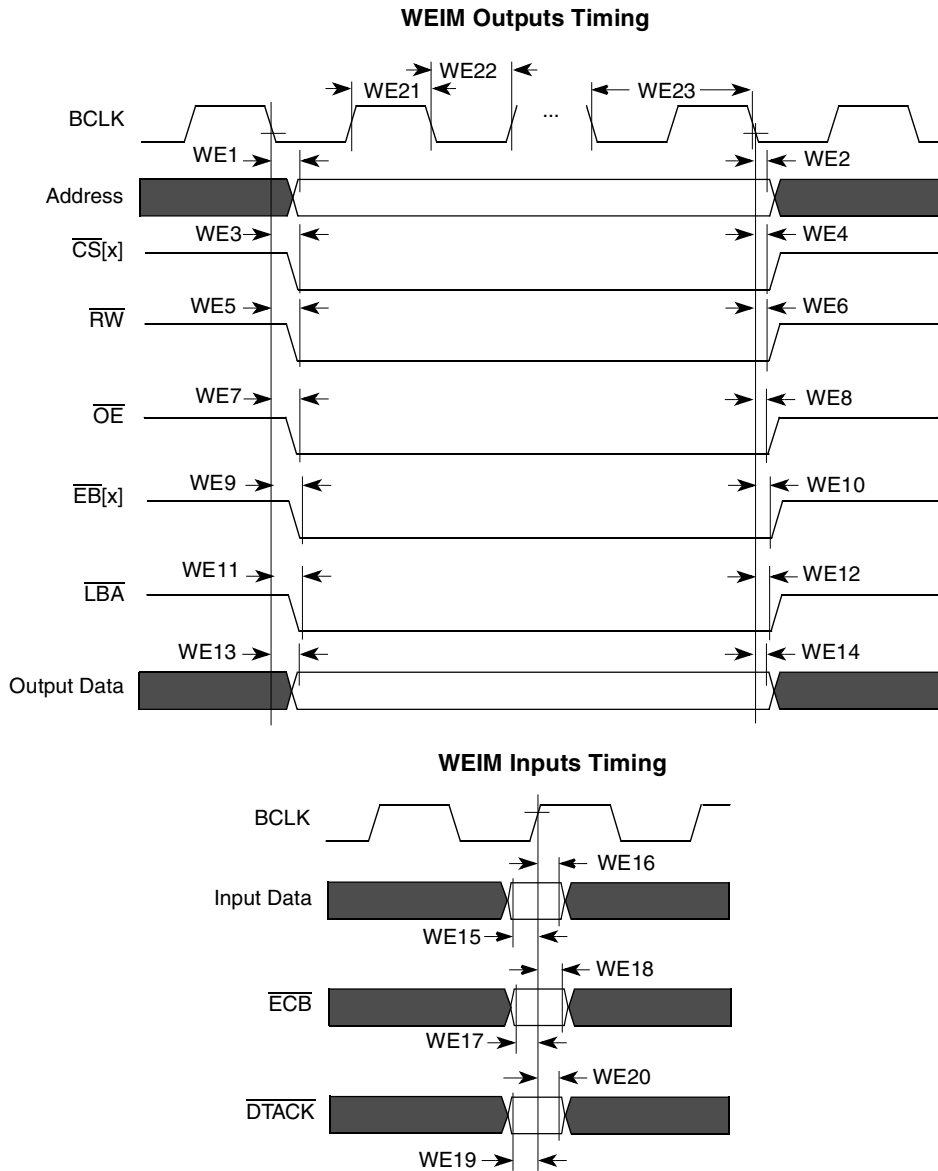 WEIM Outputs Timing
WE22
WE21
WE23
BCLK
...
WE1
WE2
Address
WE3
WE4
CS[x]
WE5
WE6
RW
WE7
WE8
OE
WE9
WE10
EB[x]
WE11
WE12
LBA
WE13
WE14
Output Data
WEIM Inputs Timing
BCLK
WE16
Input Data
WE15
WE18
ECB
WE17
WE20
DTACK
WE19